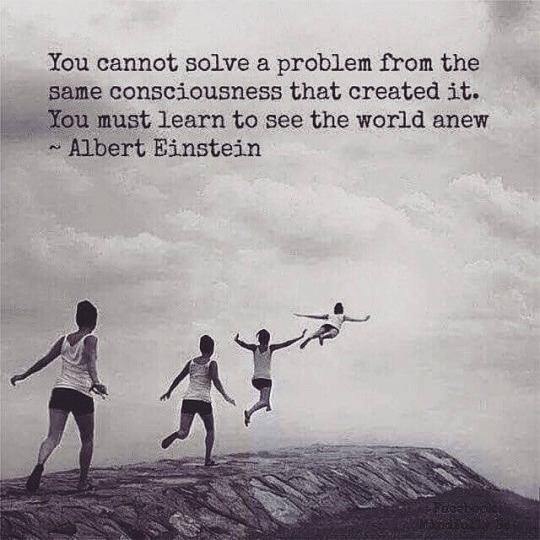 You cannot solve a problem from the
same consciousness that created it.
You must learn to see the world anew
~ Albert Einstein
Facebook: